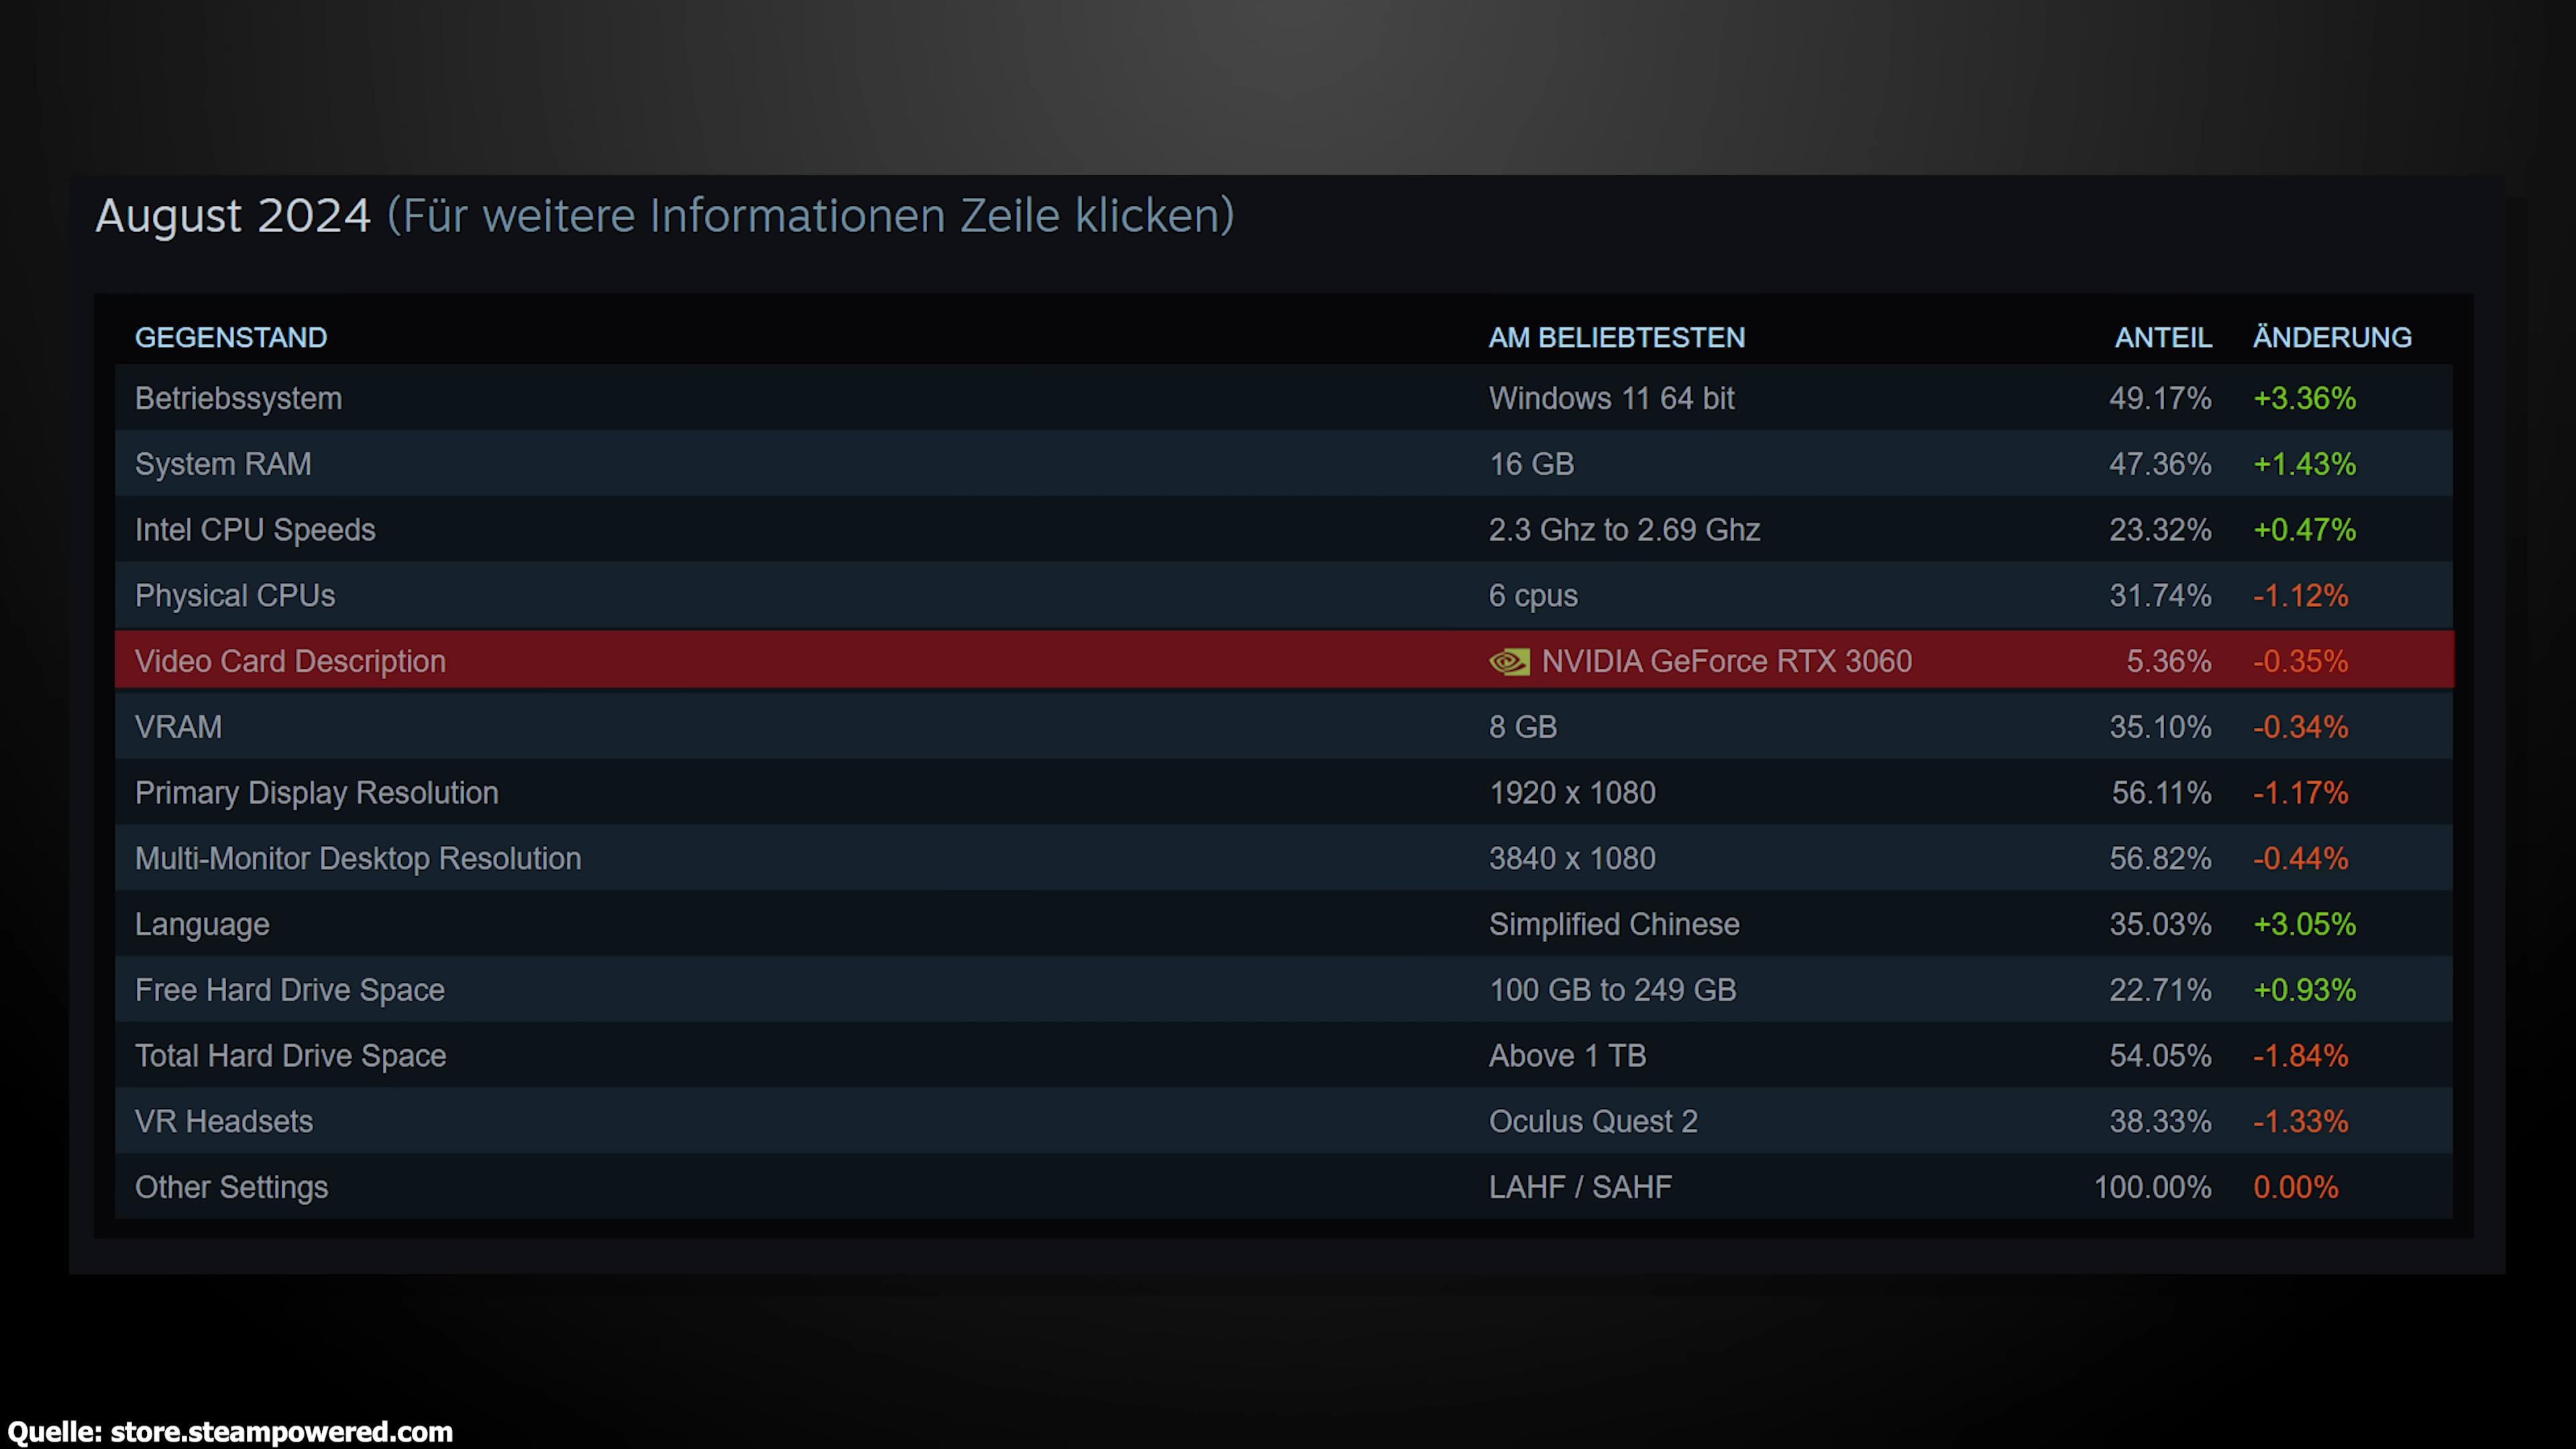 August 2024 (Für weitere Informationen Zeile klicken)
GEGENSTAND AM BELIEBTESTEN ANTEIL ÄNDERUNG
Betriebssystem Windows 11 64 bit 49.17% +3.36%
System RAM 16 GB 47.36% +1.43%
Intel CPU Speeds 2.3 Ghz to 2.69 Ghz 23.32% +0.47%
Physical CPUs 6 cpus 31.74% -1.12%
Video Card Description NVIDIA GeForce RTX 3060 5.36% -0.35%
VRAM 8 GB 35.10% -0.34%
Primary Display Resolution 1920 x 1080 56.11% -1.17%
Multi-Monitor Desktop Resolution 3840 x 1080 56.82% -0.44%
Language Simplified Chinese 35.03% +3.05%
Free Hard Drive Space 100 GB to 249 GB 22.71% +0.93%
Total Hard Drive Space Above 1 TB 54.05% -1.84%
VR Headsets Oculus Quest 2 38.33% -1.33%
Other Settings LAHF / SAHF 100.00% 0.00%
Quelle: store.steampowered.com